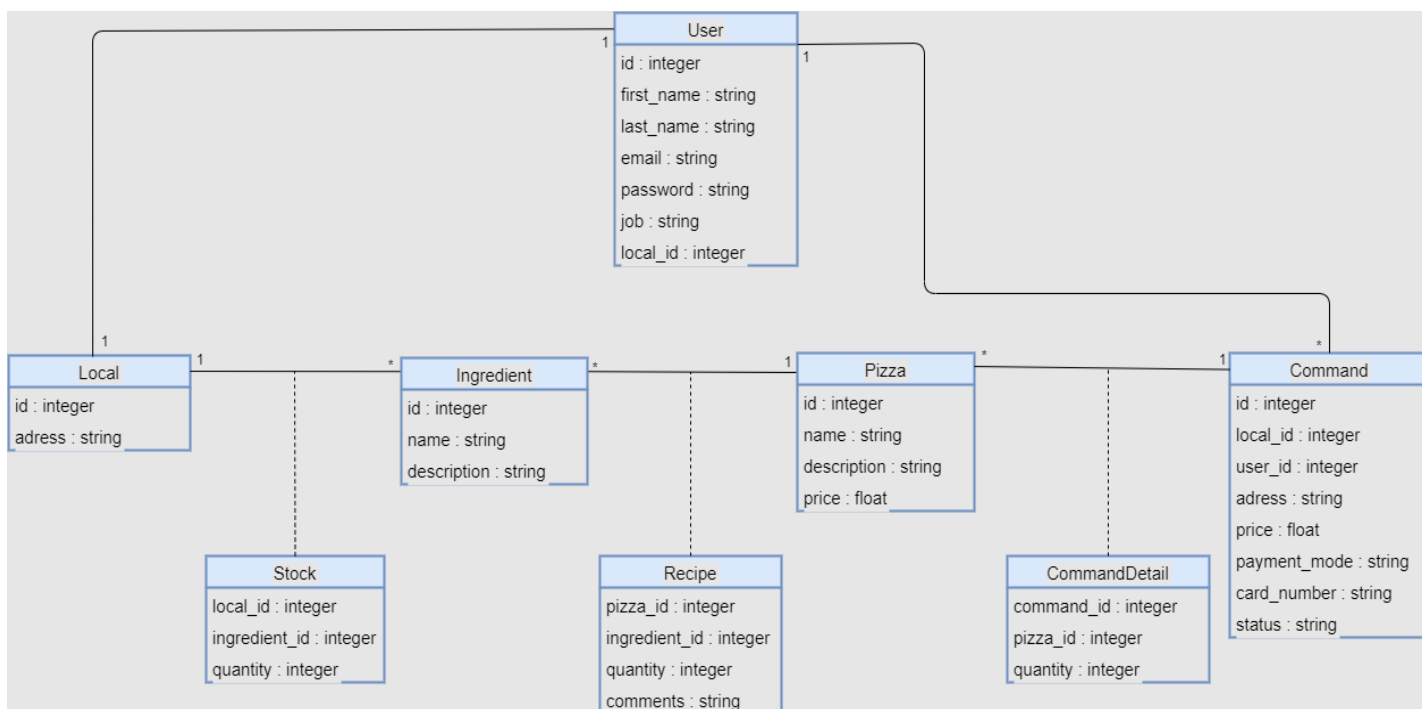 User
1
1
id : integer
first_name : string
last_name : string
email : string
password : string
job : string
local_id : integer
1
1
*
*
1
*
1
*
Local
id : integer
adress : string
Ingredient
id : integer
name : string
description : string
Pizza
id : integer
name : string
description : string
price : float
Command
id : integer
local_id : integer
user_id : integer
adress : string
price : float
payment_mode : string
card_number : string
status : string
Stock
local_id : integer
ingredient_id : integer
quantity : integer
Recipe
pizza_id : integer
ingredient_id : integer
quantity : integer
comments : string
CommandDetail
command_id : integer
pizza_id : integer
quantity : integer